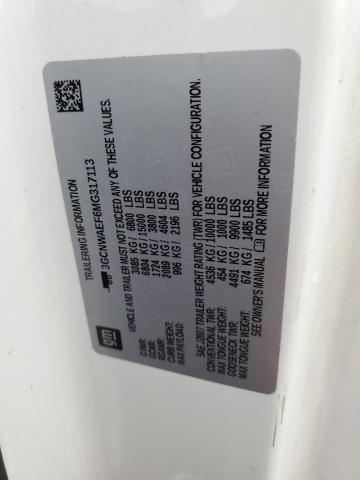 TRAILERING INFORMATION
3GCNWAEF6MG317113
VEHICLE AND TRAILER MUST NOT EXCEED ANY OF THESE VALUES.
GVWR: 3085 KG / 6800 LBS
GCWR: 6804 KG / 15000 LBS
RGAWR: 1724 KG / 3800 LBS
CURB WEIGHT: 2088 KG / 4604 LBS
MAX PAYLOAD: 996 KG / 2196 LBS
gm
SAE J2807 TRAILER WEIGHT RATING (TWR) FOR VEHICLE CONFIGURATION.
CONVENTIONAL TWR: 4536 KG / 10000 LBS
MAX TONGUE WEIGHT: 454 KG / 1000 LBS
GOOSENECK TWR: 4491 KG / 9900 LBS
MAX TONGUE WEIGHT: 674 KG / 1485 LBS
SEE OWNER'S MANUAL FOR MORE INFORMATION.